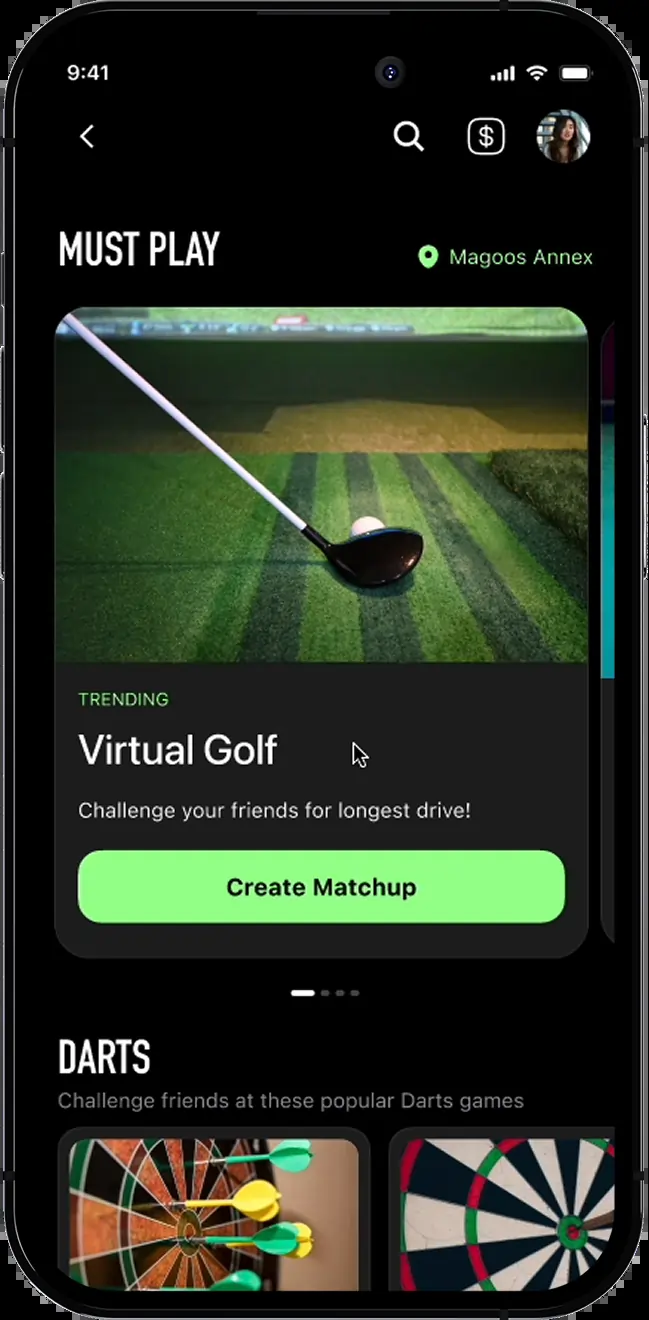 9:41
MUST PLAY
Magoos Annex
TRENDING
Virtual Golf
Challenge your friends for longest drive!
Create Matchup
DARTS
Challenge friends at these popular Darts games